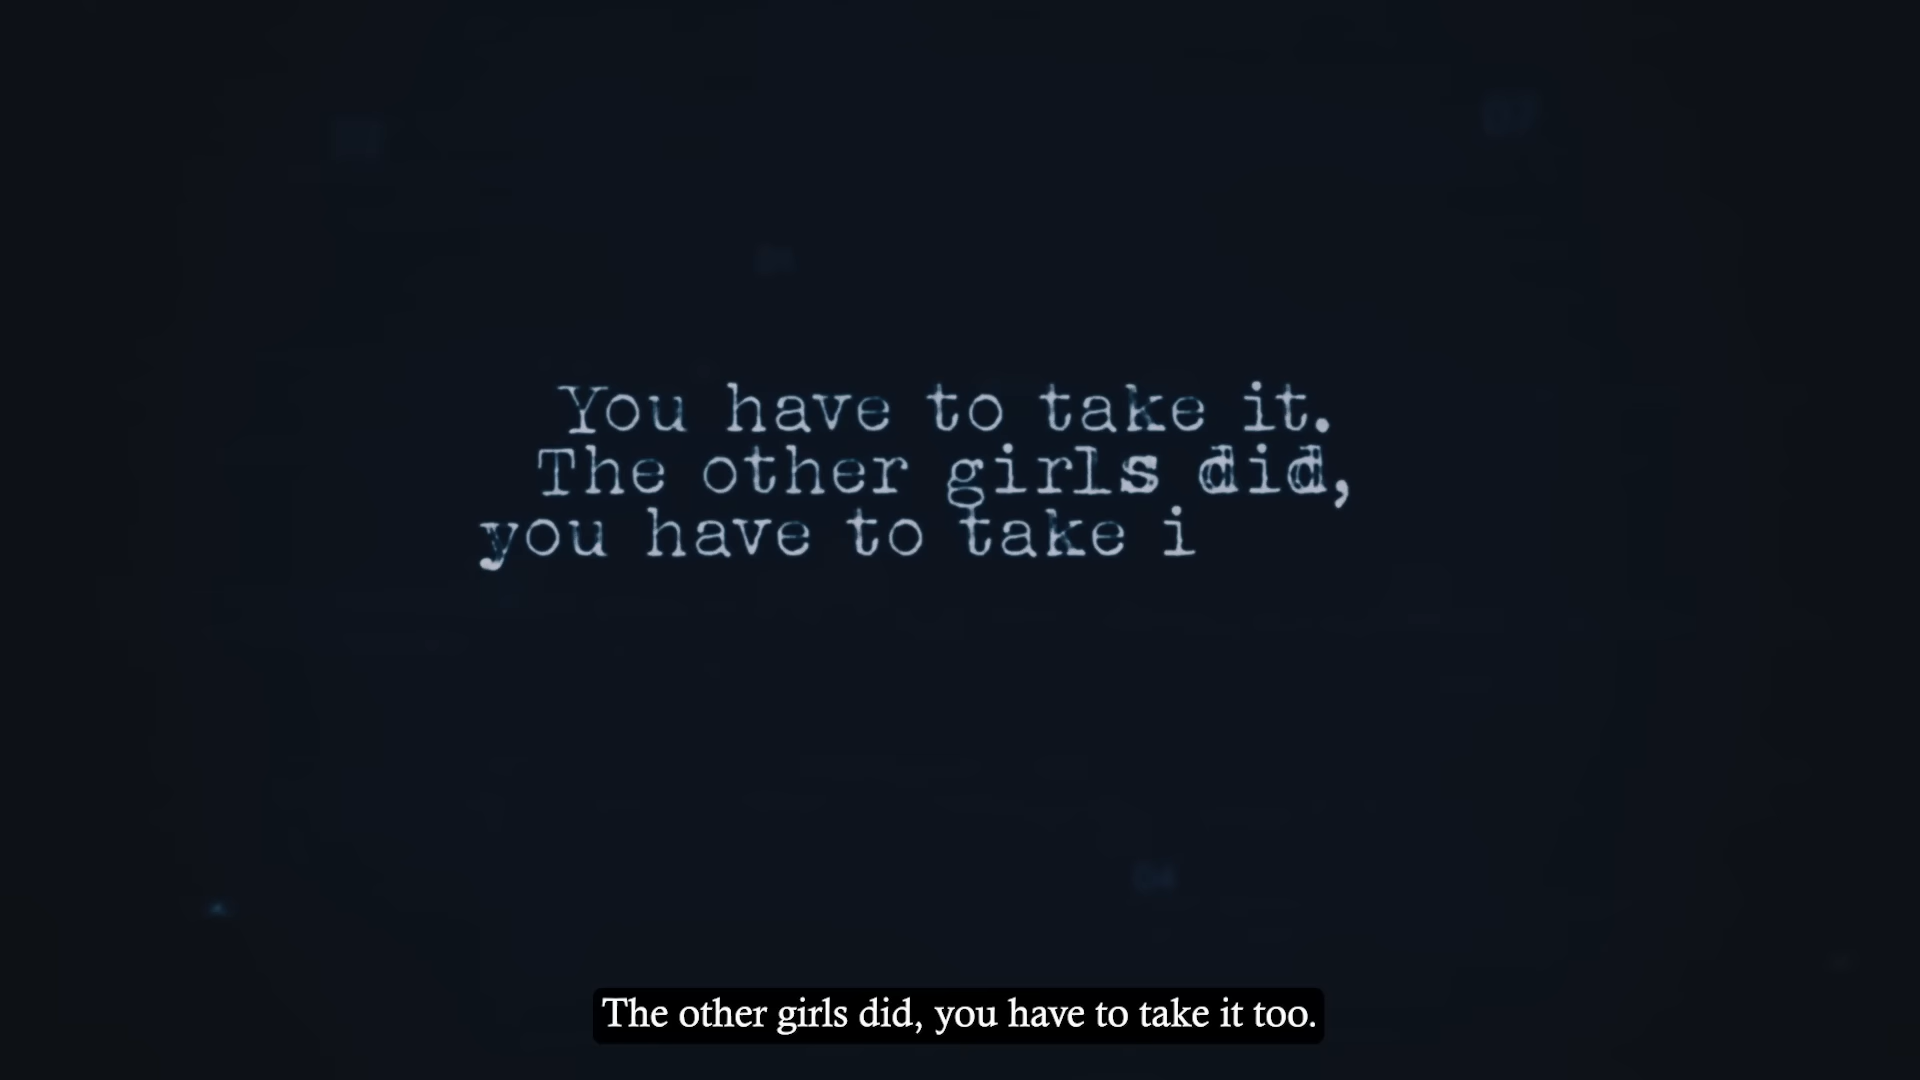 You have to take it.
The other girls did,
you have to take i
The other girls did, you have to take it too.